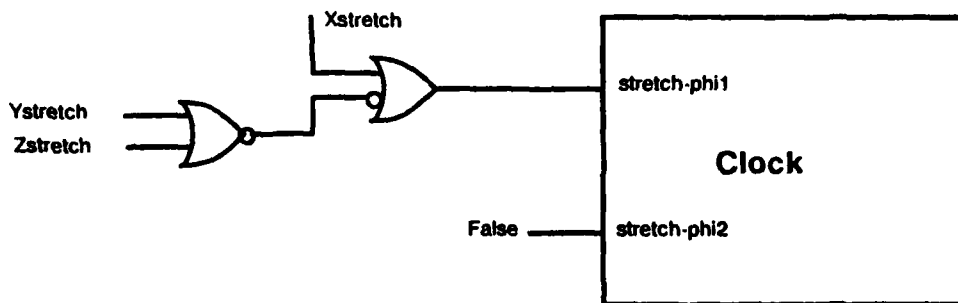 Xstretch
stretch-phi1
Ystretch
Zstretch
Clock
False
stretch-phi2